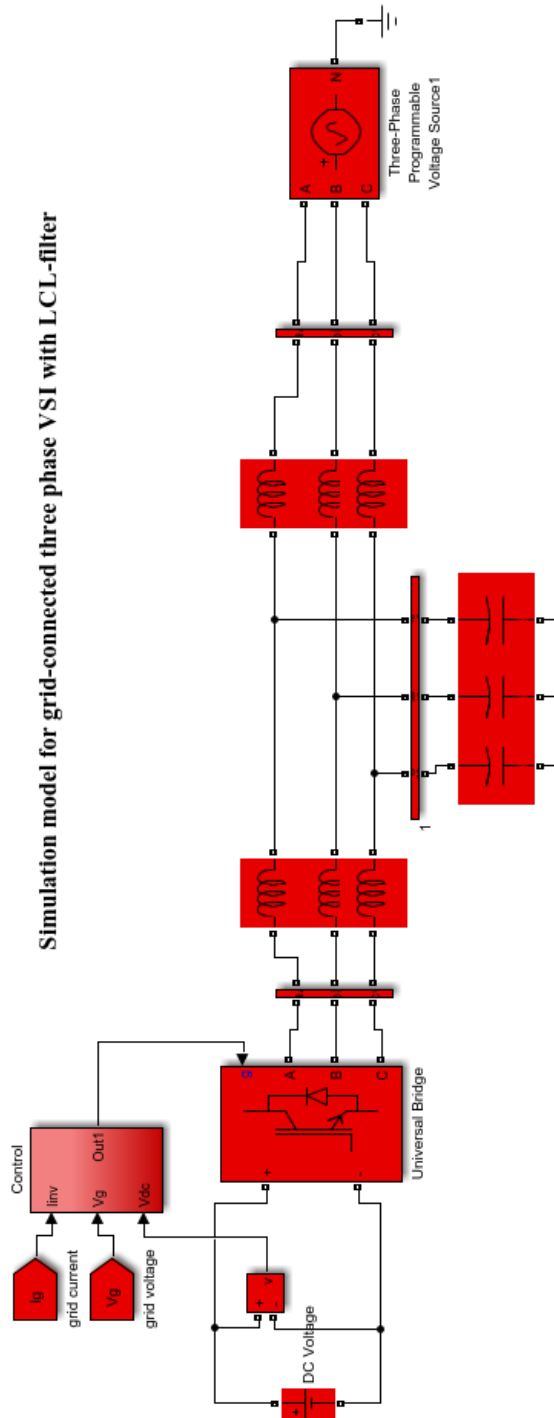 Simulation model for grid-connected three phase VSI with LCL-filter
Control
Iinv
Vg
Vdc
Out1
Ig
grid current
Vg
grid voltage
+
-
v
DC Voltage
+
+
-
g
A
B
C
Universal Bridge
1
A
B
C
N
+
Three-Phase
Programmable
Voltage Source1